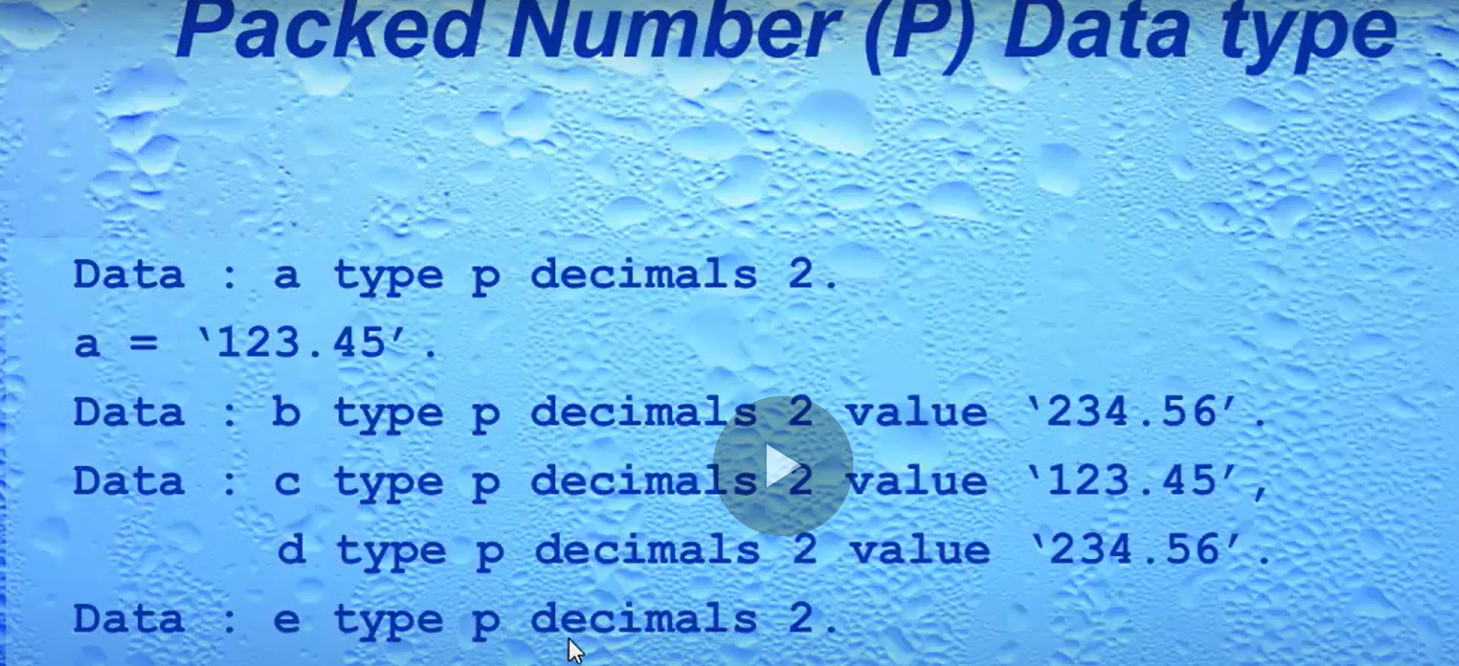 Packed Number (P) Data type
Data : a type p decimals 2.
a = ‘123.45’.
Data : b type p decimals 2 value ‘234.56’.
Data : c type p decimals 2 value ‘123.45’,
d type p decimals 2 value ‘234.56’.
Data : e type p decimals 2.